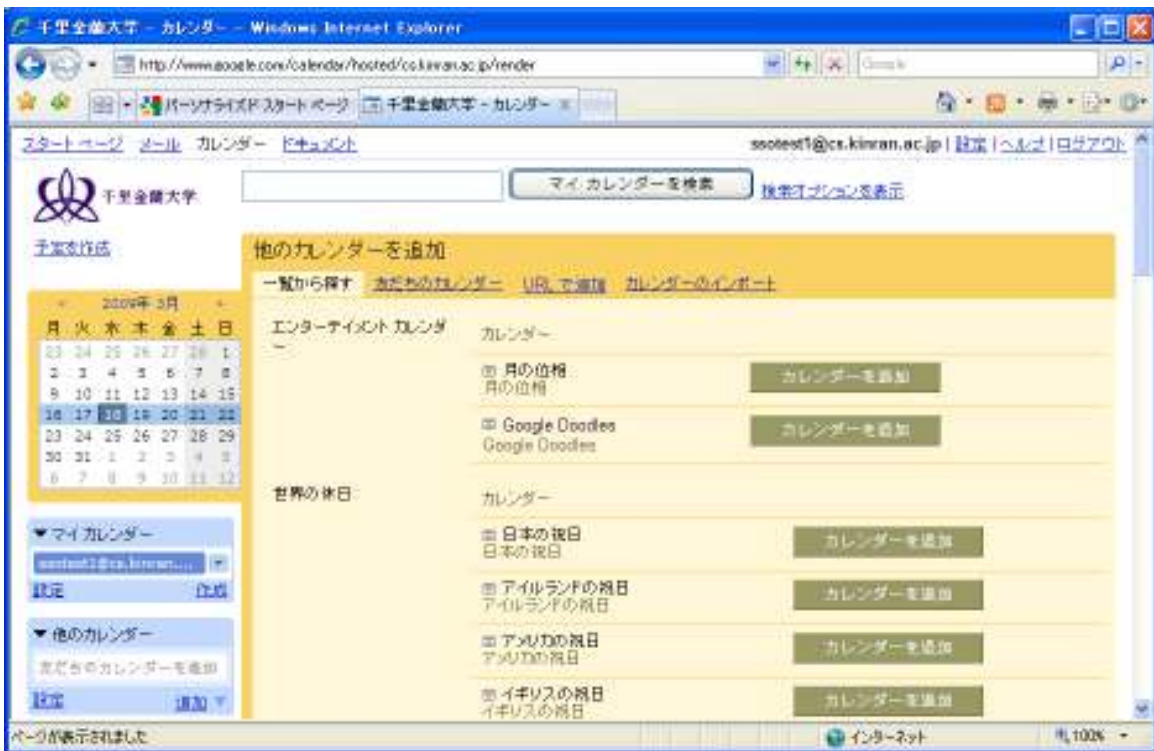 千里金蘭大学 - カレンダー - Windows Internet Explorer
http://www.google.com/calendar/hosted/cs.kinran.ac.jp/render
Google
パーソナライズド スタート ページ
千里金蘭大学 - カレンダー
スタート ページ メール カレンダー ドキュメント
ssotest1@cs.kinran.ac.jp | 設定 | ヘルプ | ログアウト
千里金蘭大学
マイ カレンダーを検索
検索オプションを表示
予定を作成
他のカレンダーを追加
一覧から探す 友だちのカレンダー URL で追加 カレンダーのインポート
2009年 3月
月 火 水 木 金 土 日
23 24 25 26 27 28 1
2 3 4 5 6 7 8
9 10 11 12 13 14 15
16 17 18 19 20 21 22
23 24 25 26 27 28 29
30 31 1 2 3 4 5
6 7 8 9 10 11 12
マイ カレンダー
ssotest1@cs.kinran....
設定 作成
他のカレンダー
友だちのカレンダーを追加
設定 追加
エンターテイメント カレンダ
ー
カレンダー
月の位相
月の位相
カレンダーを追加
Google Doodles
Google Doodles
カレンダーを追加
世界の休日
カレンダー
日本の祝日
日本の祝日
カレンダーを追加
アイルランドの祝日
アイルランドの祝日
カレンダーを追加
アメリカの祝日
アメリカの祝日
カレンダーを追加
イギリスの祝日
イギリスの祝日
カレンダーを追加
ページが表示されました
インターネット
100%